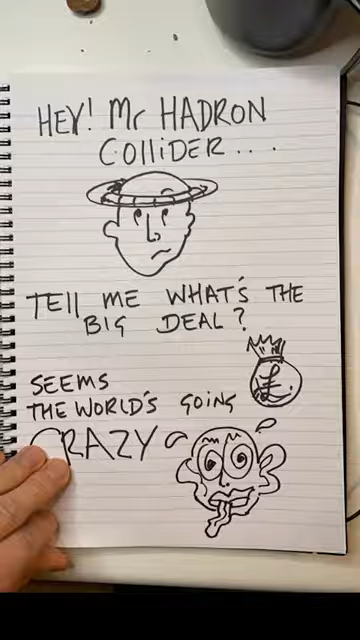 HEY! Mr HADRON
COLLiDER....
TELL ME WHAT'S THE
BIG DEAL?
£
SEEMS
THE WORLD'S GOING
CRAZY